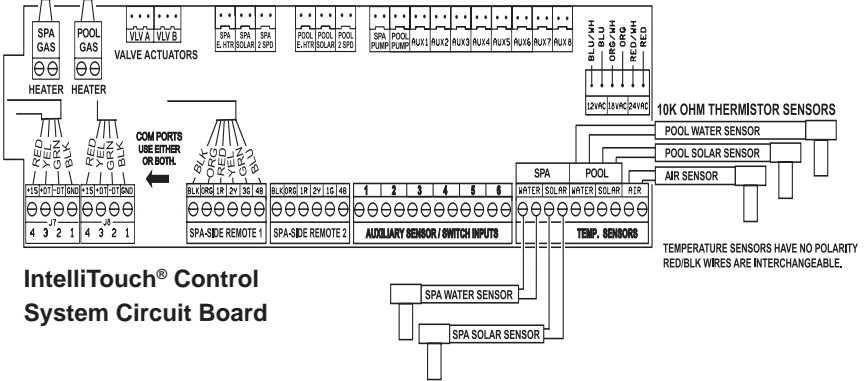 SPA GAS
POOL GAS
HEATER HEATER
VLV A VLV B
VALVE ACTUATORS
SPA E. HTR
SPA SOLAR
SPA 2 SPD
POOL E. HTR
POOL SOLAR
POOL 2 SPD
SPA PUMP
POOL PUMP
AUX1 AUX2 AUX3 AUX4 AUX5 AUX6 AUX7 AUX8
BLU/WH BLU ORG/WH ORG RED/WH RED
12VAC 18VAC 24VAC
10K OHM THERMISTOR SENSORS
POOL WATER SENSOR
POOL SOLAR SENSOR
AIR SENSOR
TEMPERATURE SENSORS HAVE NO POLARITY
RED/BLK WIRES ARE INTERCHANGEABLE.
RED YEL GRN BLK
RED YEL GRN BLK
COM PORTS
USE EITHER
OR BOTH.
BLK ORG RED YEL GRN BLU
+15 +DT -DT GND
J7
4 3 2 1
+15 +DT -DT GND
J8
4 3 2 1
BLK ORG 1R 2Y 3G 4B
SPA-SIDE REMOTE 1
BLK ORG 1R 2Y 1G 4B
SPA-SIDE REMOTE 2
1 2 3 4 5 6
AUXILIARY SENSOR / SWITCH INPUTS
SPA POOL
WATER SOLAR WATER SOLAR AIR
TEMP. SENSORS
SPA WATER SENSOR
SPA SOLAR SENSOR
IntelliTouch® Control
System Circuit Board